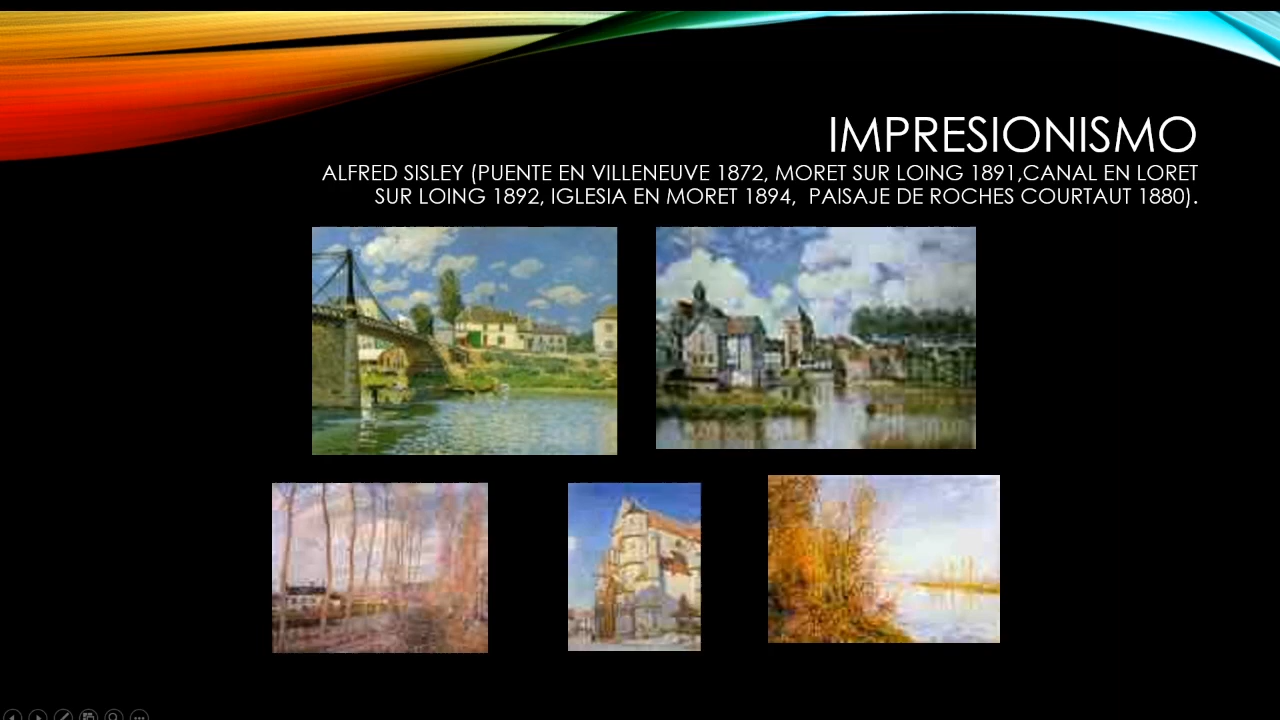 IMPRESIONISMO
ALFRED SISLEY (PUENTE EN VILLENEUVE 1872, MORET SUR LOING 1891,CANAL EN LORET
SUR LOING 1892, IGLESIA EN MORET 1894, PAISAJE DE ROCHES COURTAUT 1880).